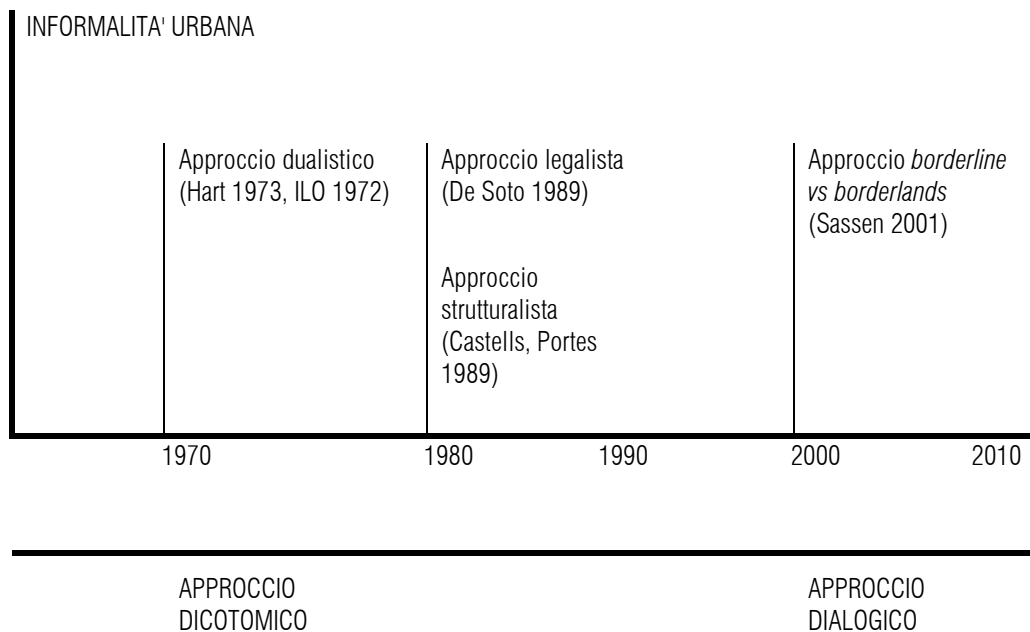 INFORMALITA' URBANA
Approccio dualistico
(Hart 1973, ILO 1972)
Approccio legalista
(De Soto 1989)
Approccio
strutturalista
(Castells, Portes
1989)
Approccio borderline
vs borderlands
(Sassen 2001)
1970
1980
1990
2000
2010
APPROCCIO
DICOTOMICO
APPROCCIO
DIALOGICO